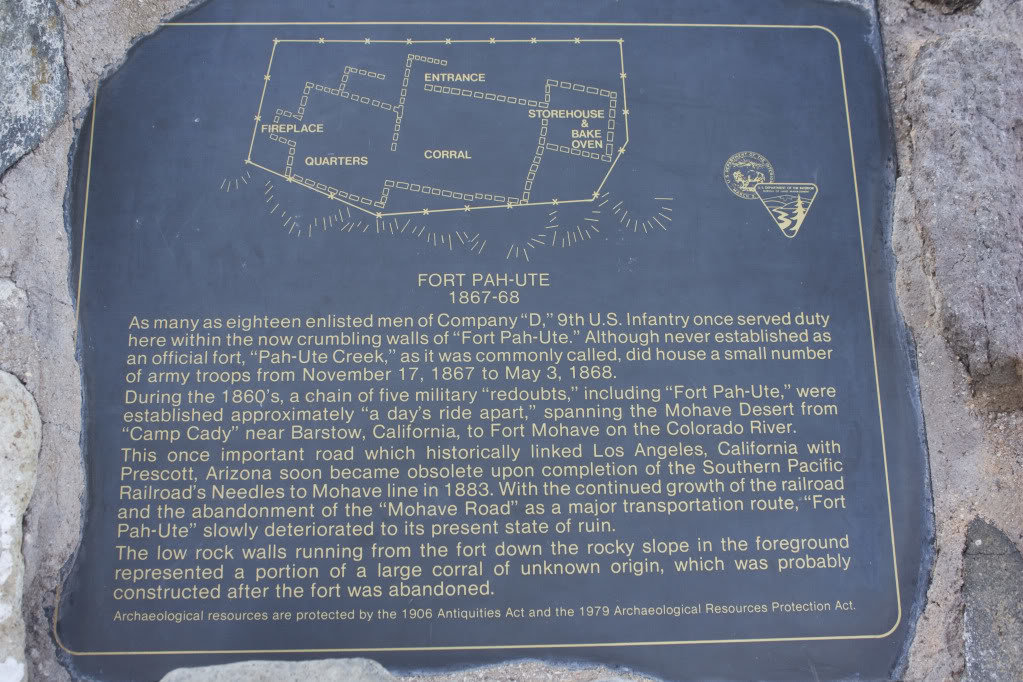 ENTRANCE
STOREHOUSE
&
BAKE
OVEN
FIREPLACE
QUARTERS
CORRAL
U.S. DEPARTMENT OF THE INTERIOR
BUREAU OF LAND MANAGEMENT
FORT PAH-UTE
1867-68
As many as eighteen enlisted men of Company “D,” 9th U.S. Infantry once served duty
here within the now crumbling walls of “Fort Pah-Ute.” Although never established as
an official fort, “Pah-Ute Creek,” as it was commonly called, did house a small number
of army troops from November 17, 1867 to May 3, 1868.
During the 1860’s, a chain of five military “redoubts,” including “Fort Pah-Ute,” were
established approximately “a day’s ride apart,” spanning the Mohave Desert from
“Camp Cady” near Barstow, California, to Fort Mohave on the Colorado River.
This once important road which historically linked Los Angeles, California with
Prescott, Arizona soon became obsolete upon completion of the Southern Pacific
Railroad’s Needles to Mohave line in 1883. With the continued growth of the railroad
and the abandonment of the “Mohave Road” as a major transportation route, “Fort
Pah-Ute” slowly deteriorated to its present state of ruin.
The low rock walls running from the fort down the rocky slope in the foreground
represented a portion of a large corral of unknown origin, which was probably
constructed after the fort was abandoned.
Archaeological resources are protected by the 1906 Antiquities Act and the 1979 Archaeological Resources Protection Act.